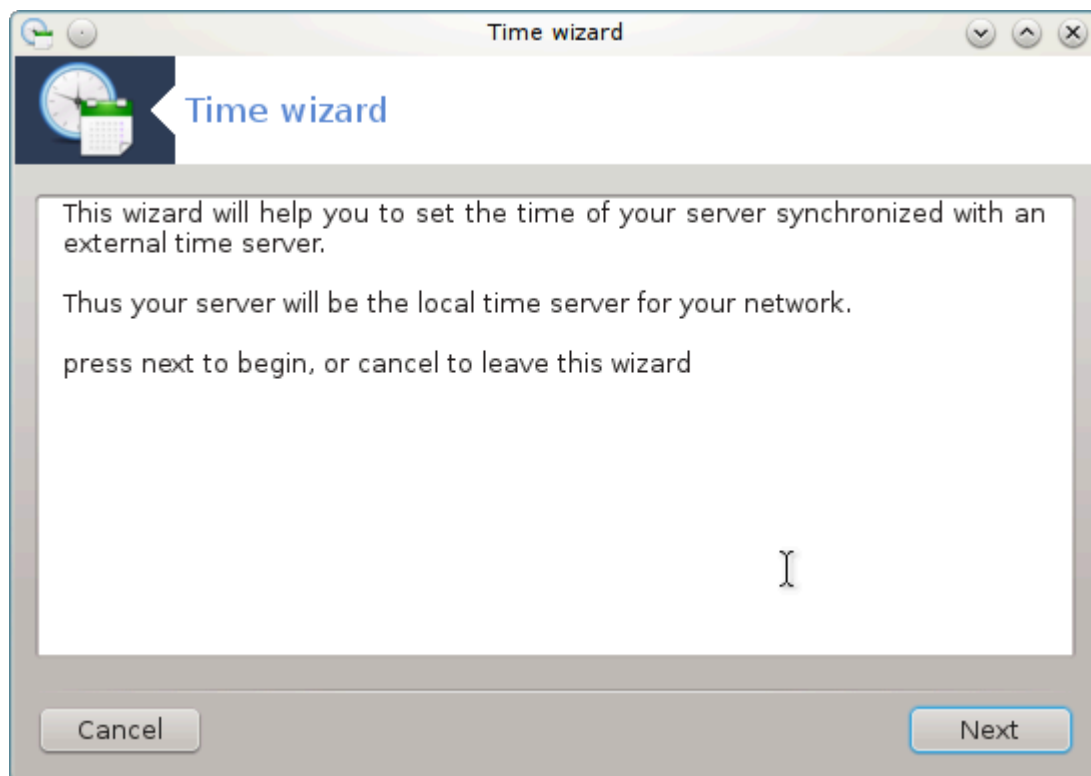 Time wizard
Time wizard
This wizard will help you to set the time of your server synchronized with an
external time server.
Thus your server will be the local time server for your network.
press next to begin, or cancel to leave this wizard
Cancel
Next